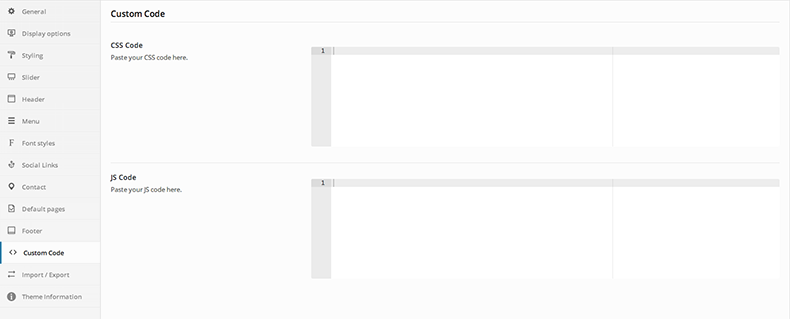 General
Display options
Styling
Slider
Header
Menu
Font styles
Social Links
Contact
Default pages
Footer
Custom Code
Import / Export
Theme Information
Custom Code
CSS Code
Paste your CSS code here.
1
JS Code
Paste your JS code here.
1